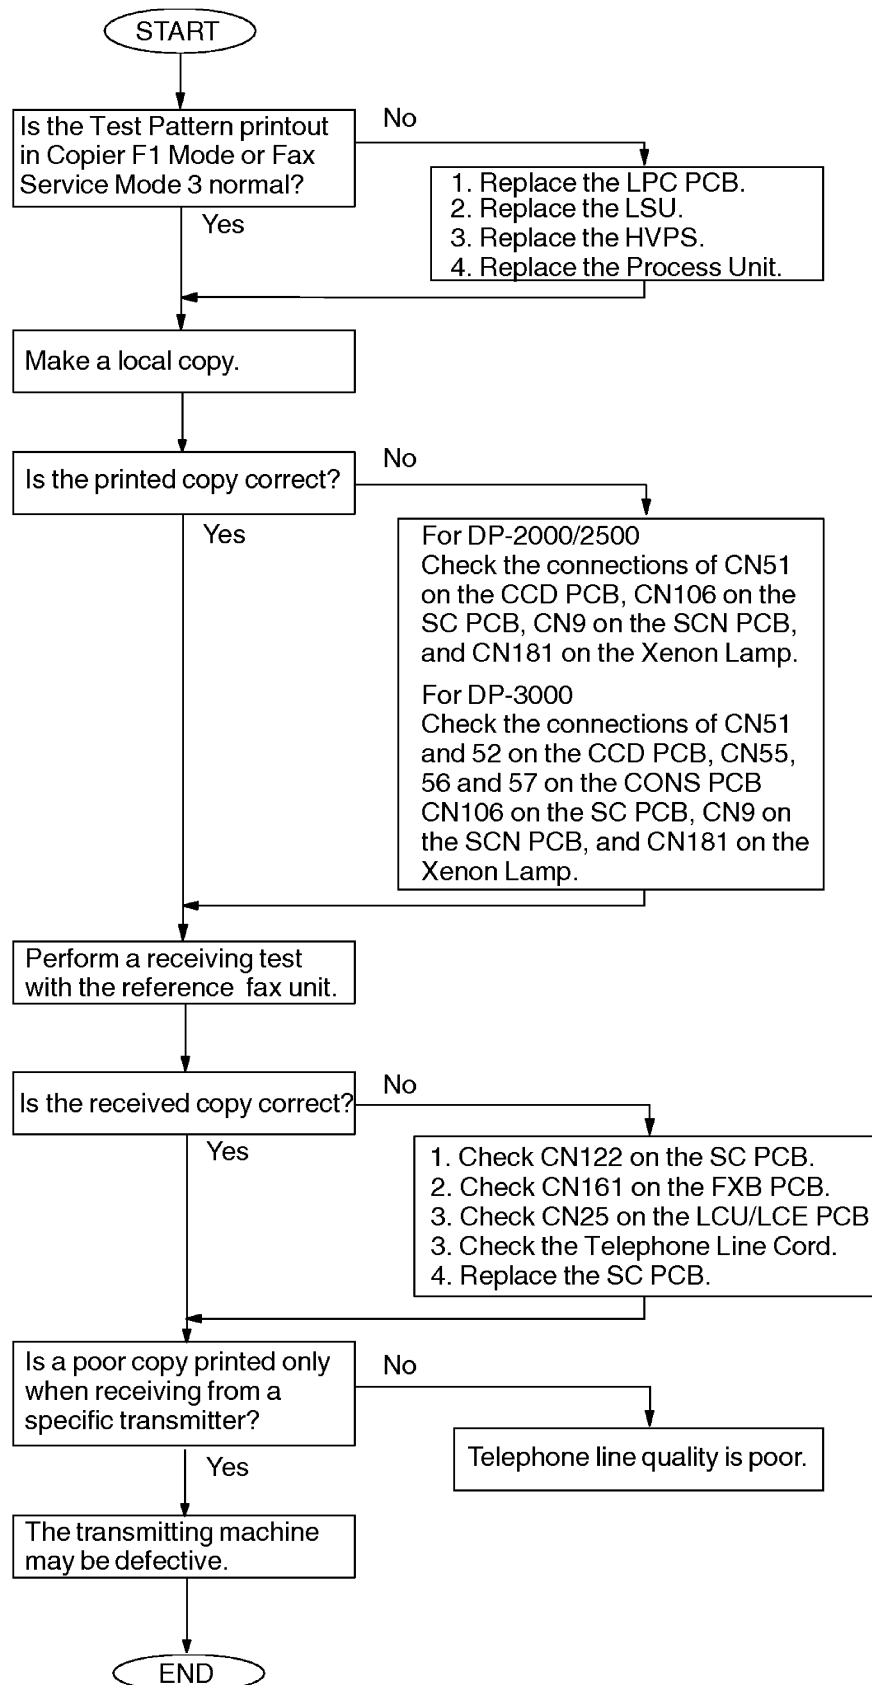 START
Is the Test Pattern printout
in Copier F1 Mode or Fax
Service Mode 3 normal?
No
Yes
1. Replace the LPC PCB.
2. Replace the LSU.
3. Replace the HVPS.
4. Replace the Process Unit.
Make a local copy.
Is the printed copy correct?
No
Yes
For DP-2000/2500
Check the connections of CN51
on the CCD PCB, CN106 on the
SC PCB, CN9 on the SCN PCB,
and CN181 on the Xenon Lamp.
For DP-3000
Check the connections of CN51
and 52 on the CCD PCB, CN55,
56 and 57 on the CONS PCB
CN106 on the SC PCB, CN9 on
the SCN PCB, and CN181 on the
Xenon Lamp.
Perform a receiving test
with the reference fax unit.
Is the received copy correct?
No
Yes
1. Check CN122 on the SC PCB.
2. Check CN161 on the FXB PCB.
3. Check CN25 on the LCU/LCE PCB
3. Check the Telephone Line Cord.
4. Replace the SC PCB.
Is a poor copy printed only
when receiving from a
specific transmitter?
No
Yes
Telephone line quality is poor.
The transmitting machine
may be defective.
END